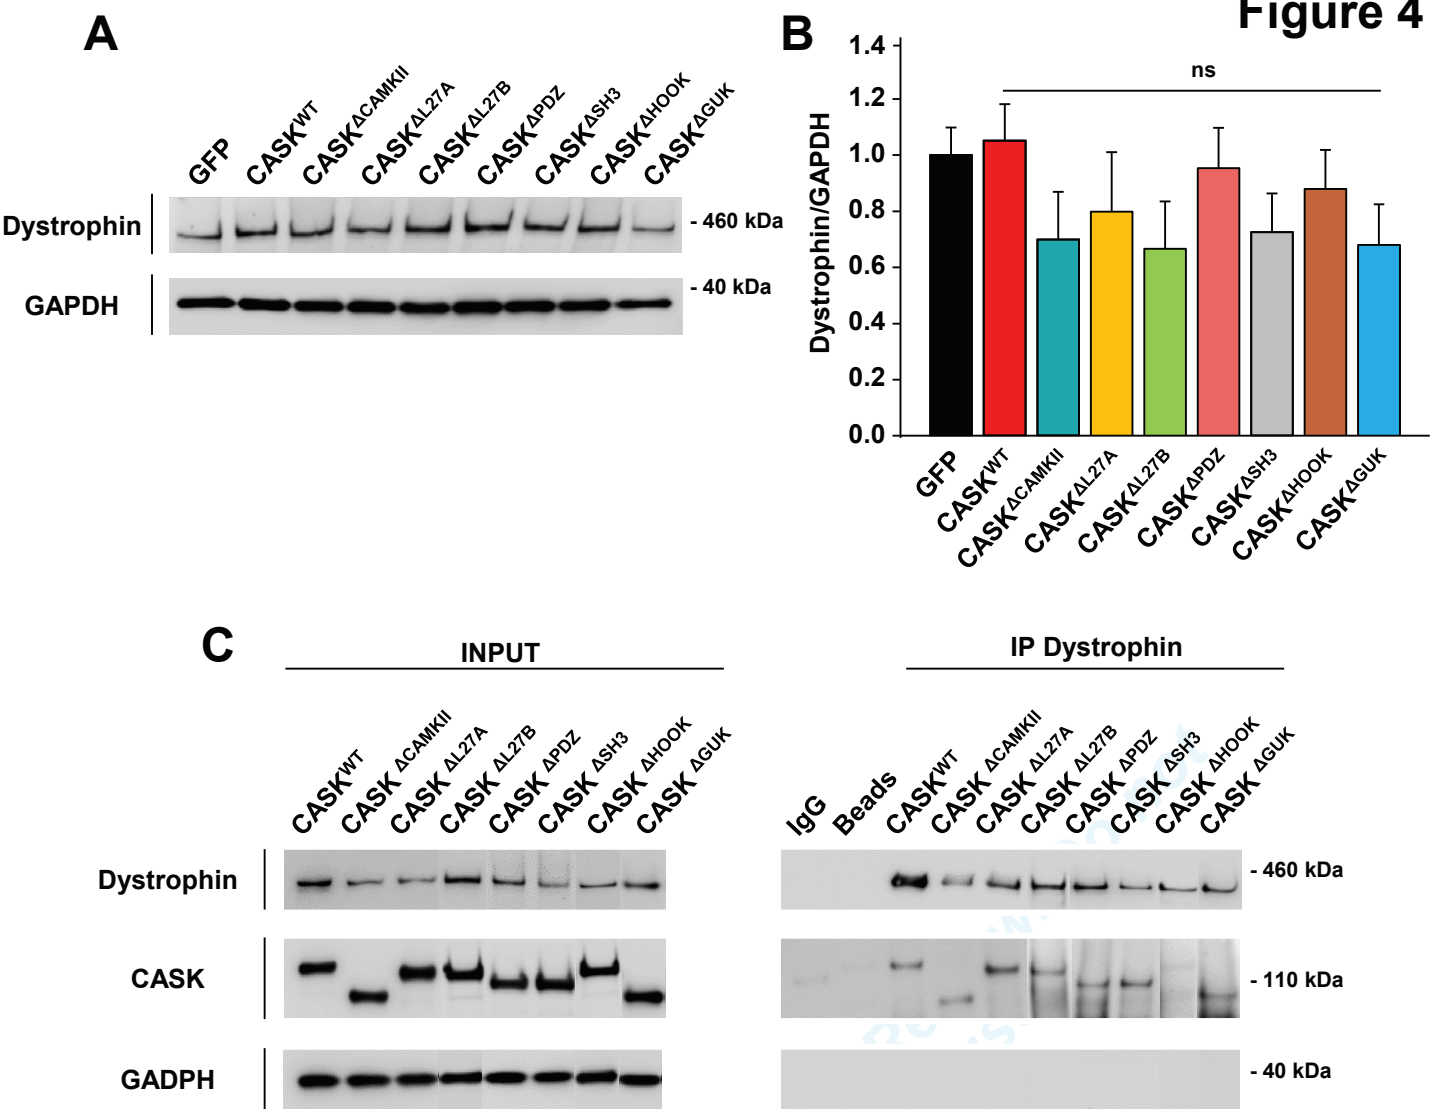 Figure 4
A
GFP
CASKWT
CASKΔCAMKII
CASKΔL27A
CASKΔL27B
CASKΔPDZ
CASKΔSH3
CASKΔHOOK
CASKΔGUK
Dystrophin
- 460 kDa
GAPDH
- 40 kDa
B
Dystrophin/GAPDH
1.4
1.2
1.0
0.8
0.6
0.4
0.2
0.0
ns
GFP
CASKWT
CASKΔCAMKII
CASKΔL27A
CASKΔL27B
CASKΔPDZ
CASKΔSH3
CASKΔHOOK
CASKΔGUK
C
INPUT
CASKWT
CASK ΔCAMKII
CASK ΔL27A
CASK ΔL27B
CASK ΔPDZ
CASK ΔSH3
CASK ΔHOOK
CASK ΔGUK
IP Dystrophin
IgG
Beads
CASKWT
CASK ΔCAMKII
CASK ΔL27A
CASK ΔL27B
CASK ΔPDZ
CASK ΔSH3
CASK ΔHOOK
CASK ΔGUK
Dystrophin
- 460 kDa
CASK
- 110 kDa
GADPH
- 40 kDa